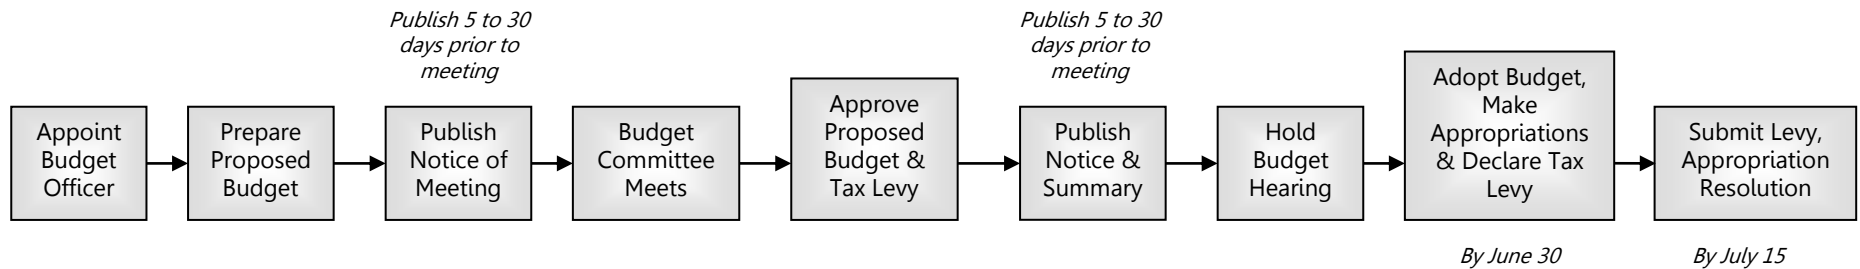 Publish 5 to 30
days prior to
meeting
Publish 5 to 30
days prior to
meeting
Appoint
Budget
Officer
Prepare
Proposed
Budget
Publish
Notice of
Meeting
Budget
Committee
Meets
Approve
Proposed
Budget &
Tax Levy
Publish
Notice &
Summary
Hold
Budget
Hearing
Adopt Budget,
Make
Appropriations
& Declare Tax
Levy
Submit Levy,
Appropriation
Resolution
By June 30
By July 15